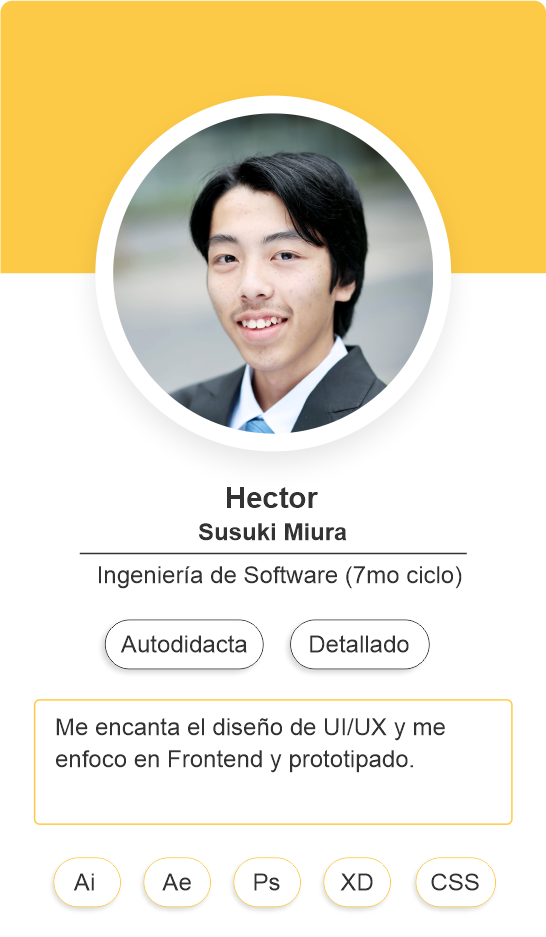 Hector
Susuki Miura
Ingeniería de Software (7mo ciclo)
Autodidacta Detallado
Me encanta el diseño de UI/UX y me
enfoco en Frontend y prototipado.
Ai Ae Ps XD CSS